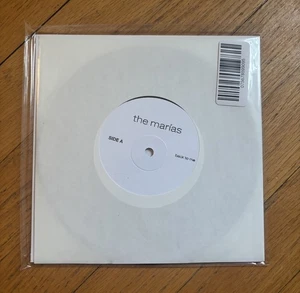 the marías
SIDE A
back to me